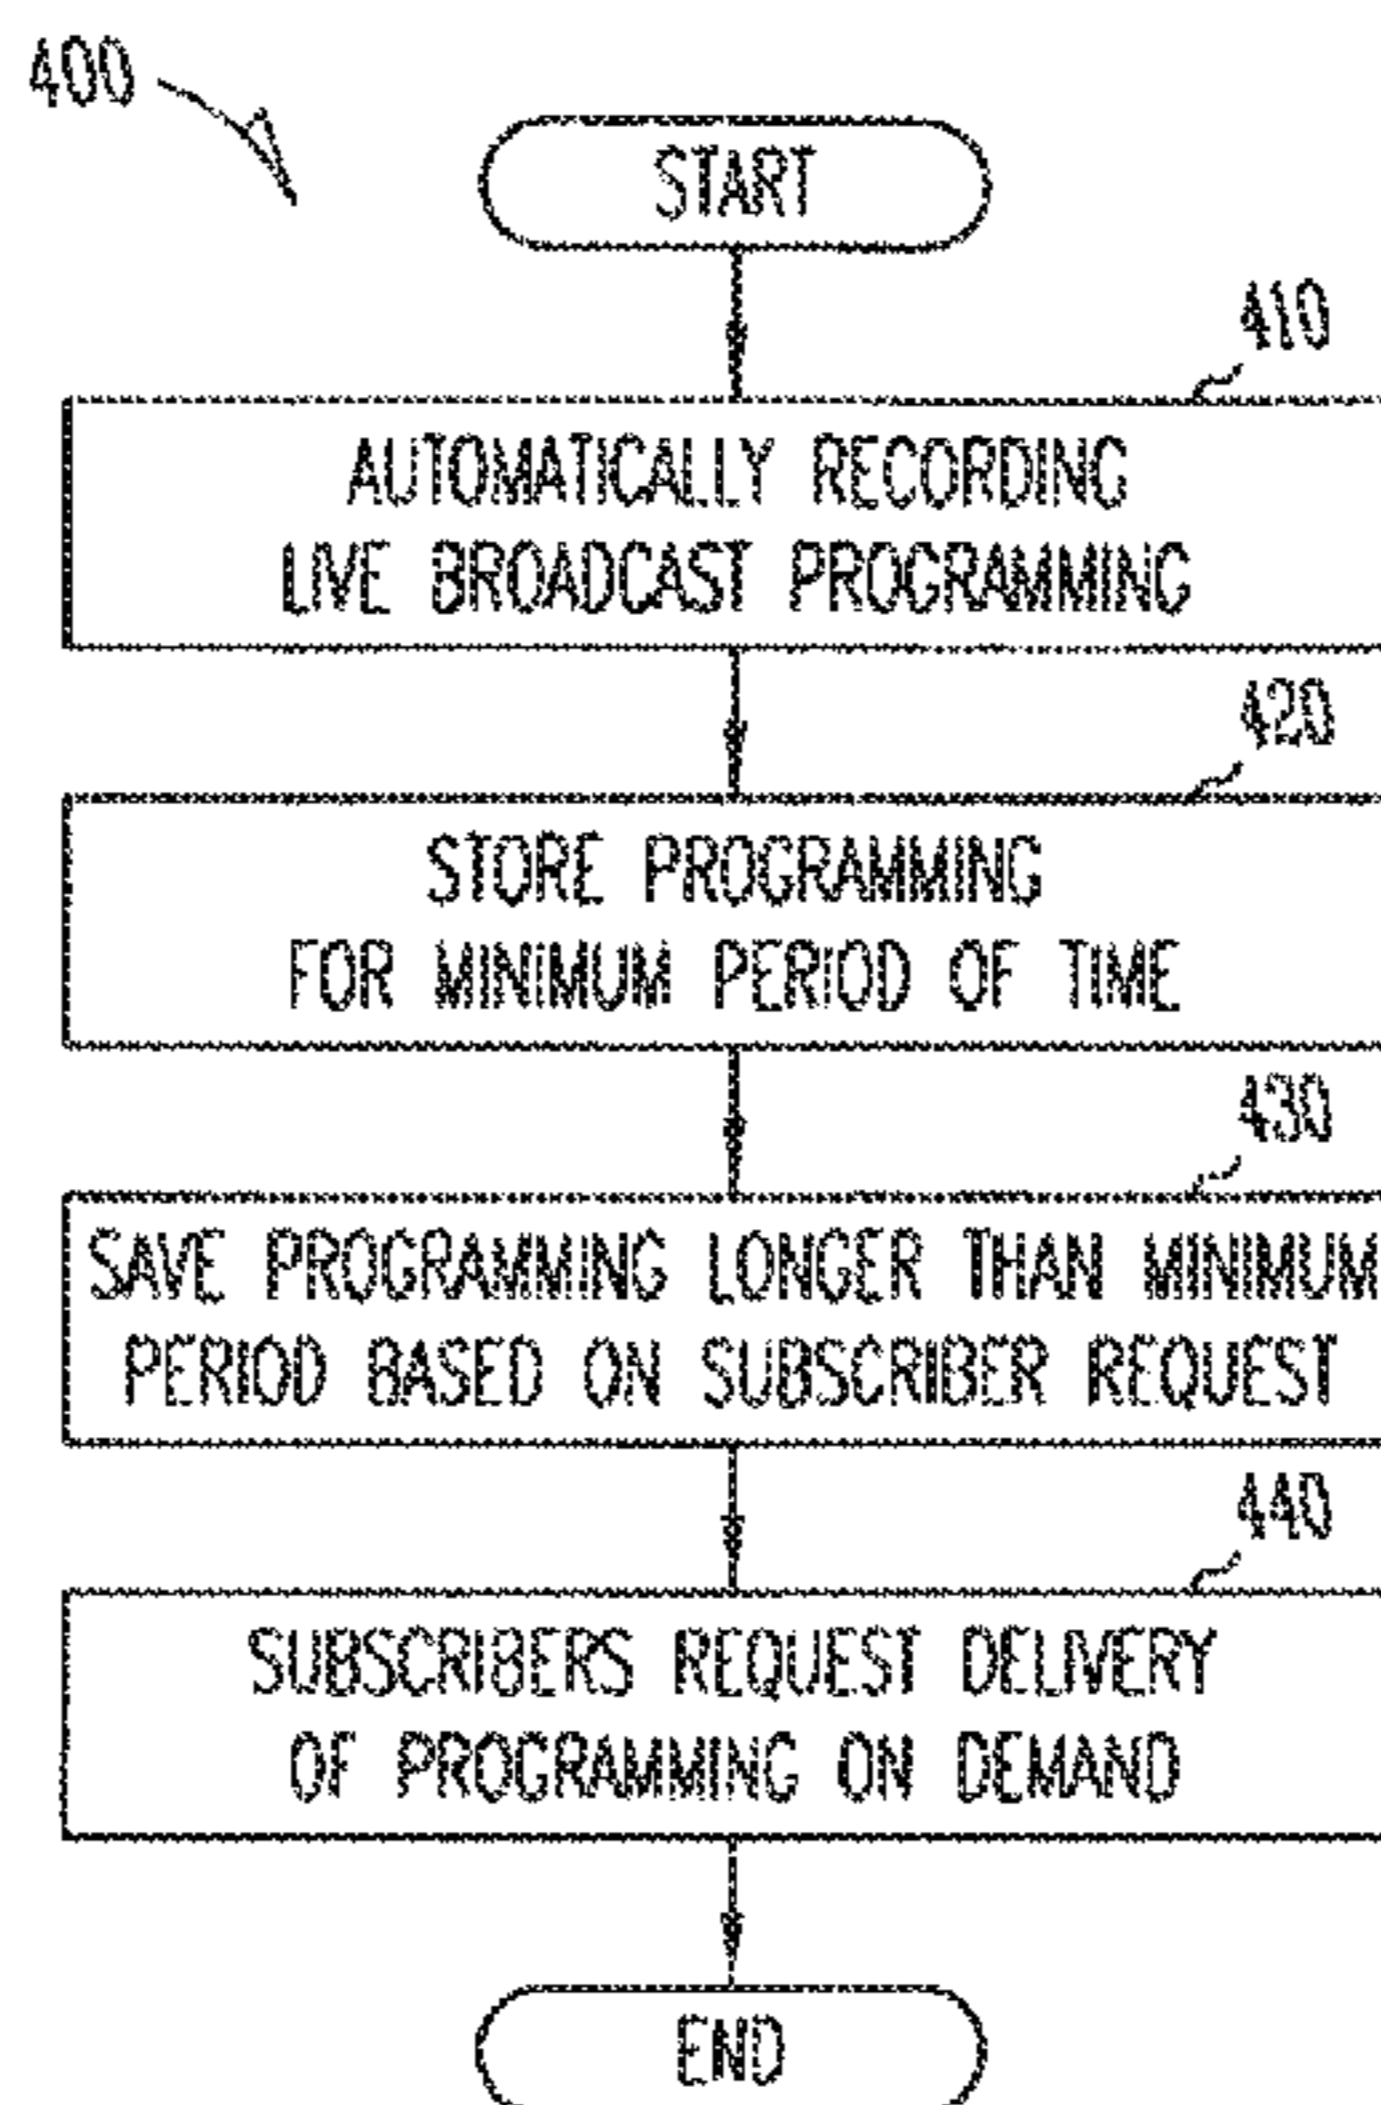 400
START
410
AUTOMATICALLY RECORDING
LIVE BROADCAST PROGRAMMING
420
STORE PROGRAMMING
FOR MINIMUM PERIOD OF TIME
430
SAVE PROGRAMMING LONGER THAN MINIMUM
PERIOD BASED ON SUBSCRIBER REQUEST
440
SUBSCRIBERS REQUEST DELIVERY
OF PROGRAMMING ON DEMAND
END